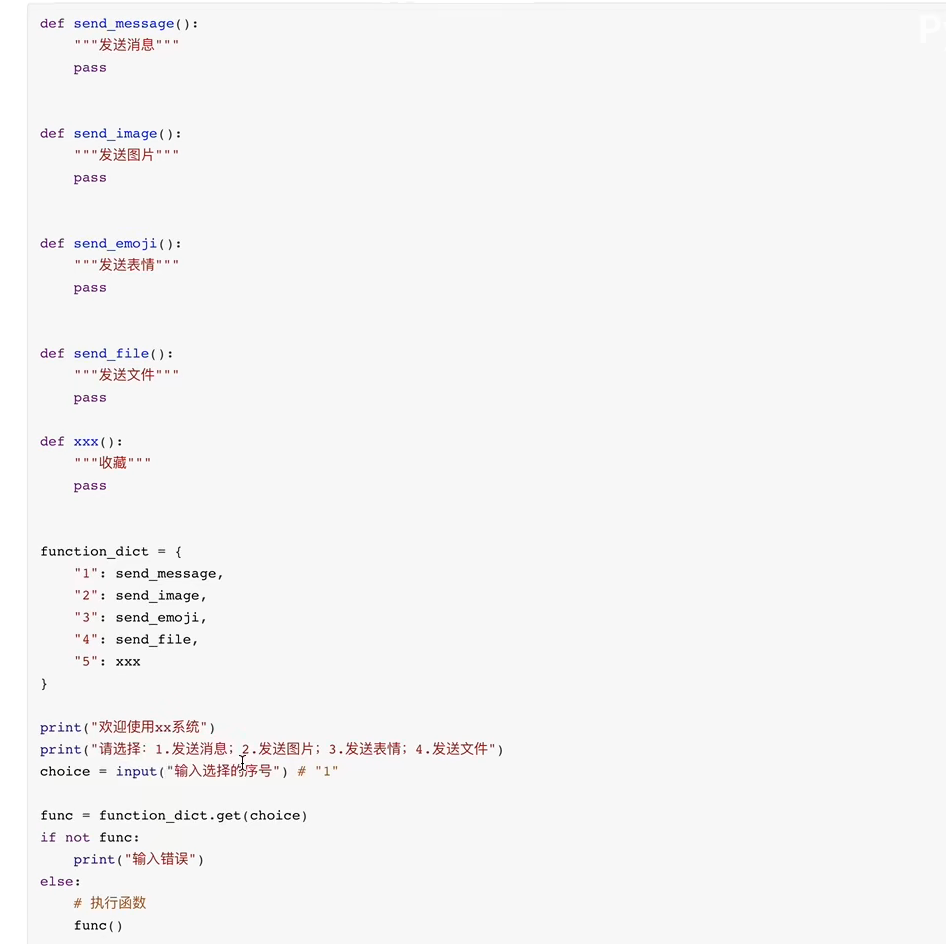 def send_message():
    """发送消息"""
    pass
def send_image():
    """发送图片"""
    pass
def send_emoji():
    """发送表情"""
    pass
def send_file():
    """发送文件"""
    pass
def xxx():
    """收藏"""
    pass
function_dict = {
    "1": send_message,
    "2": send_image,
    "3": send_emoji,
    "4": send_file,
    "5": xxx
}
print("欢迎使用xx系统")
print("请选择: 1.发送消息; 2.发送图片; 3.发送表情; 4.发送文件")
choice = input("输入选择的序号") # "1"
func = function_dict.get(choice)
if not func:
    print("输入错误")
else:
    # 执行函数
    func()